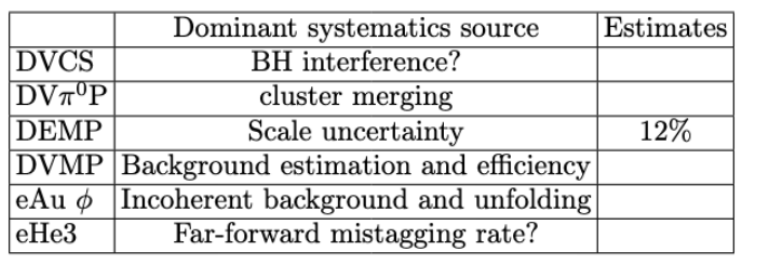 Dominant systematics source Estimates
DVCS BH interference?
DVπ⁰P cluster merging
DEMP Scale uncertainty 12%
DVMP Background estimation and efficiency
eAu ϕ Incoherent background and unfolding
eHe3 Far-forward mistagging rate?